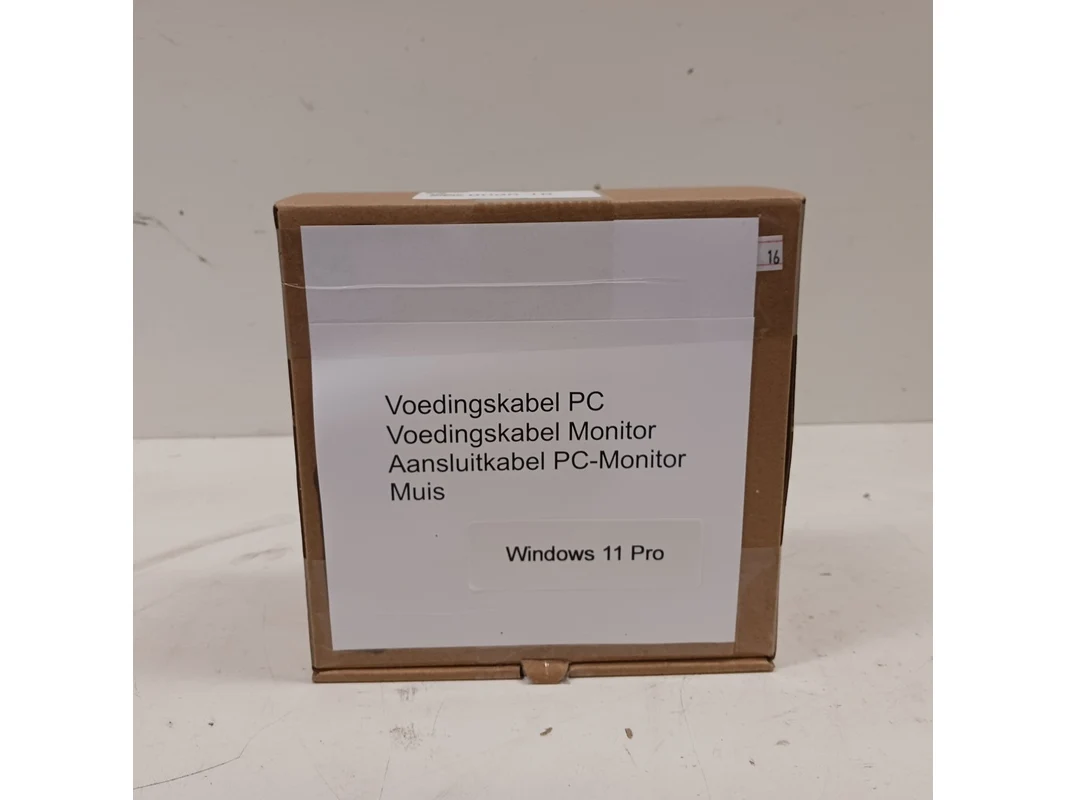 16
Voedingskabel PC
Voedingskabel Monitor
Aansluitkabel PC-Monitor
Muis
Windows 11 Pro